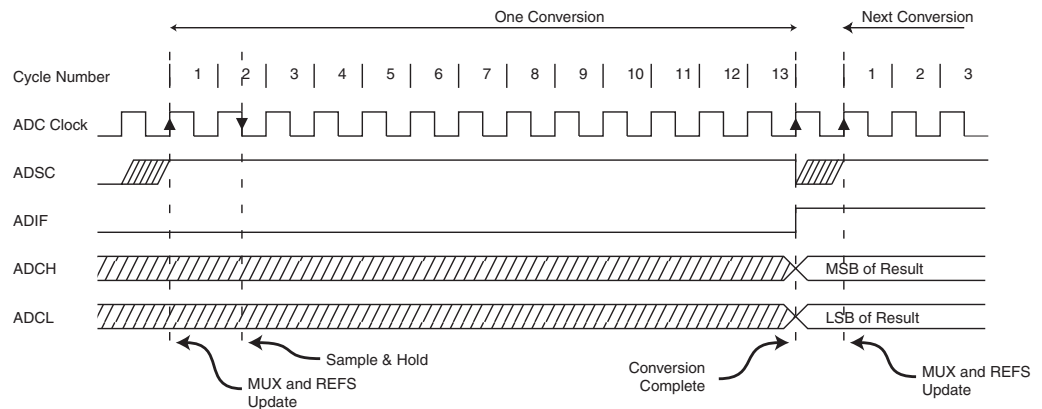 One Conversion Next Conversion
Cycle Number 1 2 3 4 5 6 7 8 9 10 11 12 13 1 2 3
ADC Clock
ADSC
ADIF
ADCH MSB of Result
ADCL LSB of Result
Sample & Hold
MUX and REFS
Update
Conversion
Complete
MUX and REFS
Update